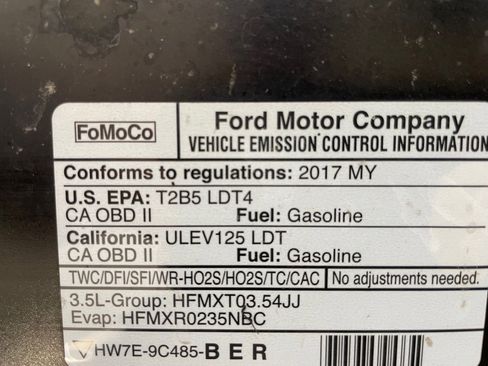 FoMoCo
Ford Motor Company
VEHICLE EMISSION CONTROL INFORMATION
Conforms to regulations: 2017 MY
U.S. EPA: T2B5 LDT4
CA OBD II Fuel: Gasoline
California: ULEV125 LDT
CA OBD II Fuel: Gasoline
TWC/DFI/SFI/WR-HO2S/HO2S/TC/CAC No adjustments needed.
3.5L-Group: HFMXT03.54JJ
Evap: HFMXR0235NBC
HW7E-9C485-BER